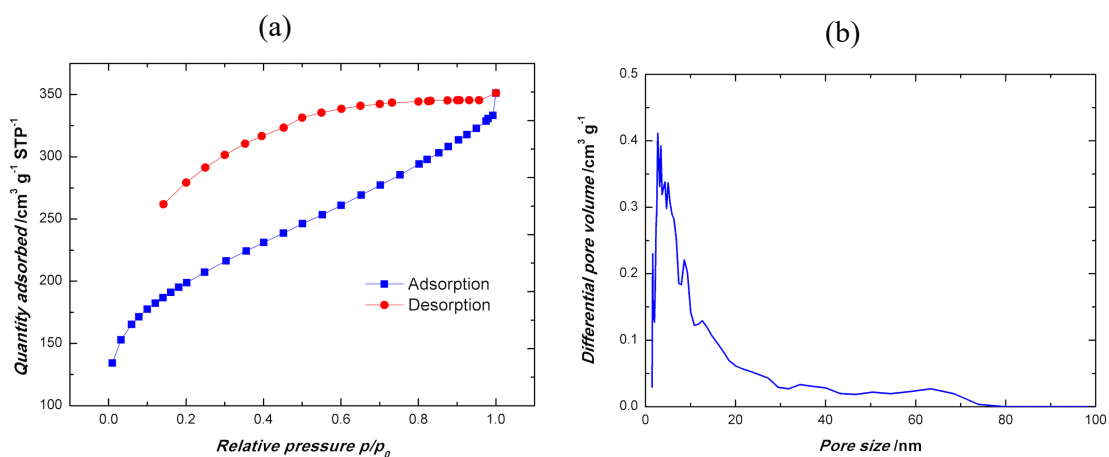 (a)
350
300
250
200
150
100
Quantity adsorbed /cm³ g⁻¹ STP⁻¹
Adsorption
Desorption
0.0 0.2 0.4 0.6 0.8 1.0
Relative pressure p/p₀
(b)
0.5
0.4
0.3
0.2
0.1
0.0
Differential pore volume /cm³ g⁻¹
0 20 40 60 80 100
Pore size /nm